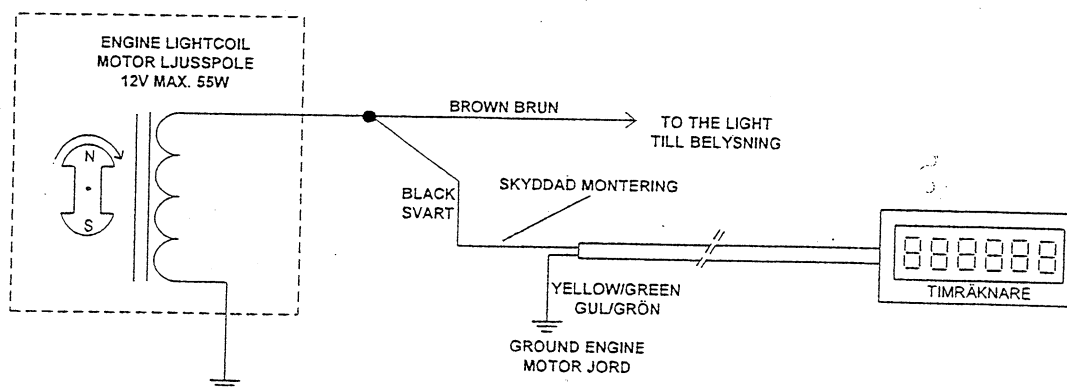 ENGINE LIGHTCOIL
MOTOR LJUSSPOLE
12V MAX. 55W
N
S
BROWN BRUN
TO THE LIGHT
TILL BELYSNING
BLACK
SVART
SKYDDAD MONTERING
YELLOW/GREEN
GUL/GRÖN
GROUND ENGINE
MOTOR JORD
TIMRÄKNARE